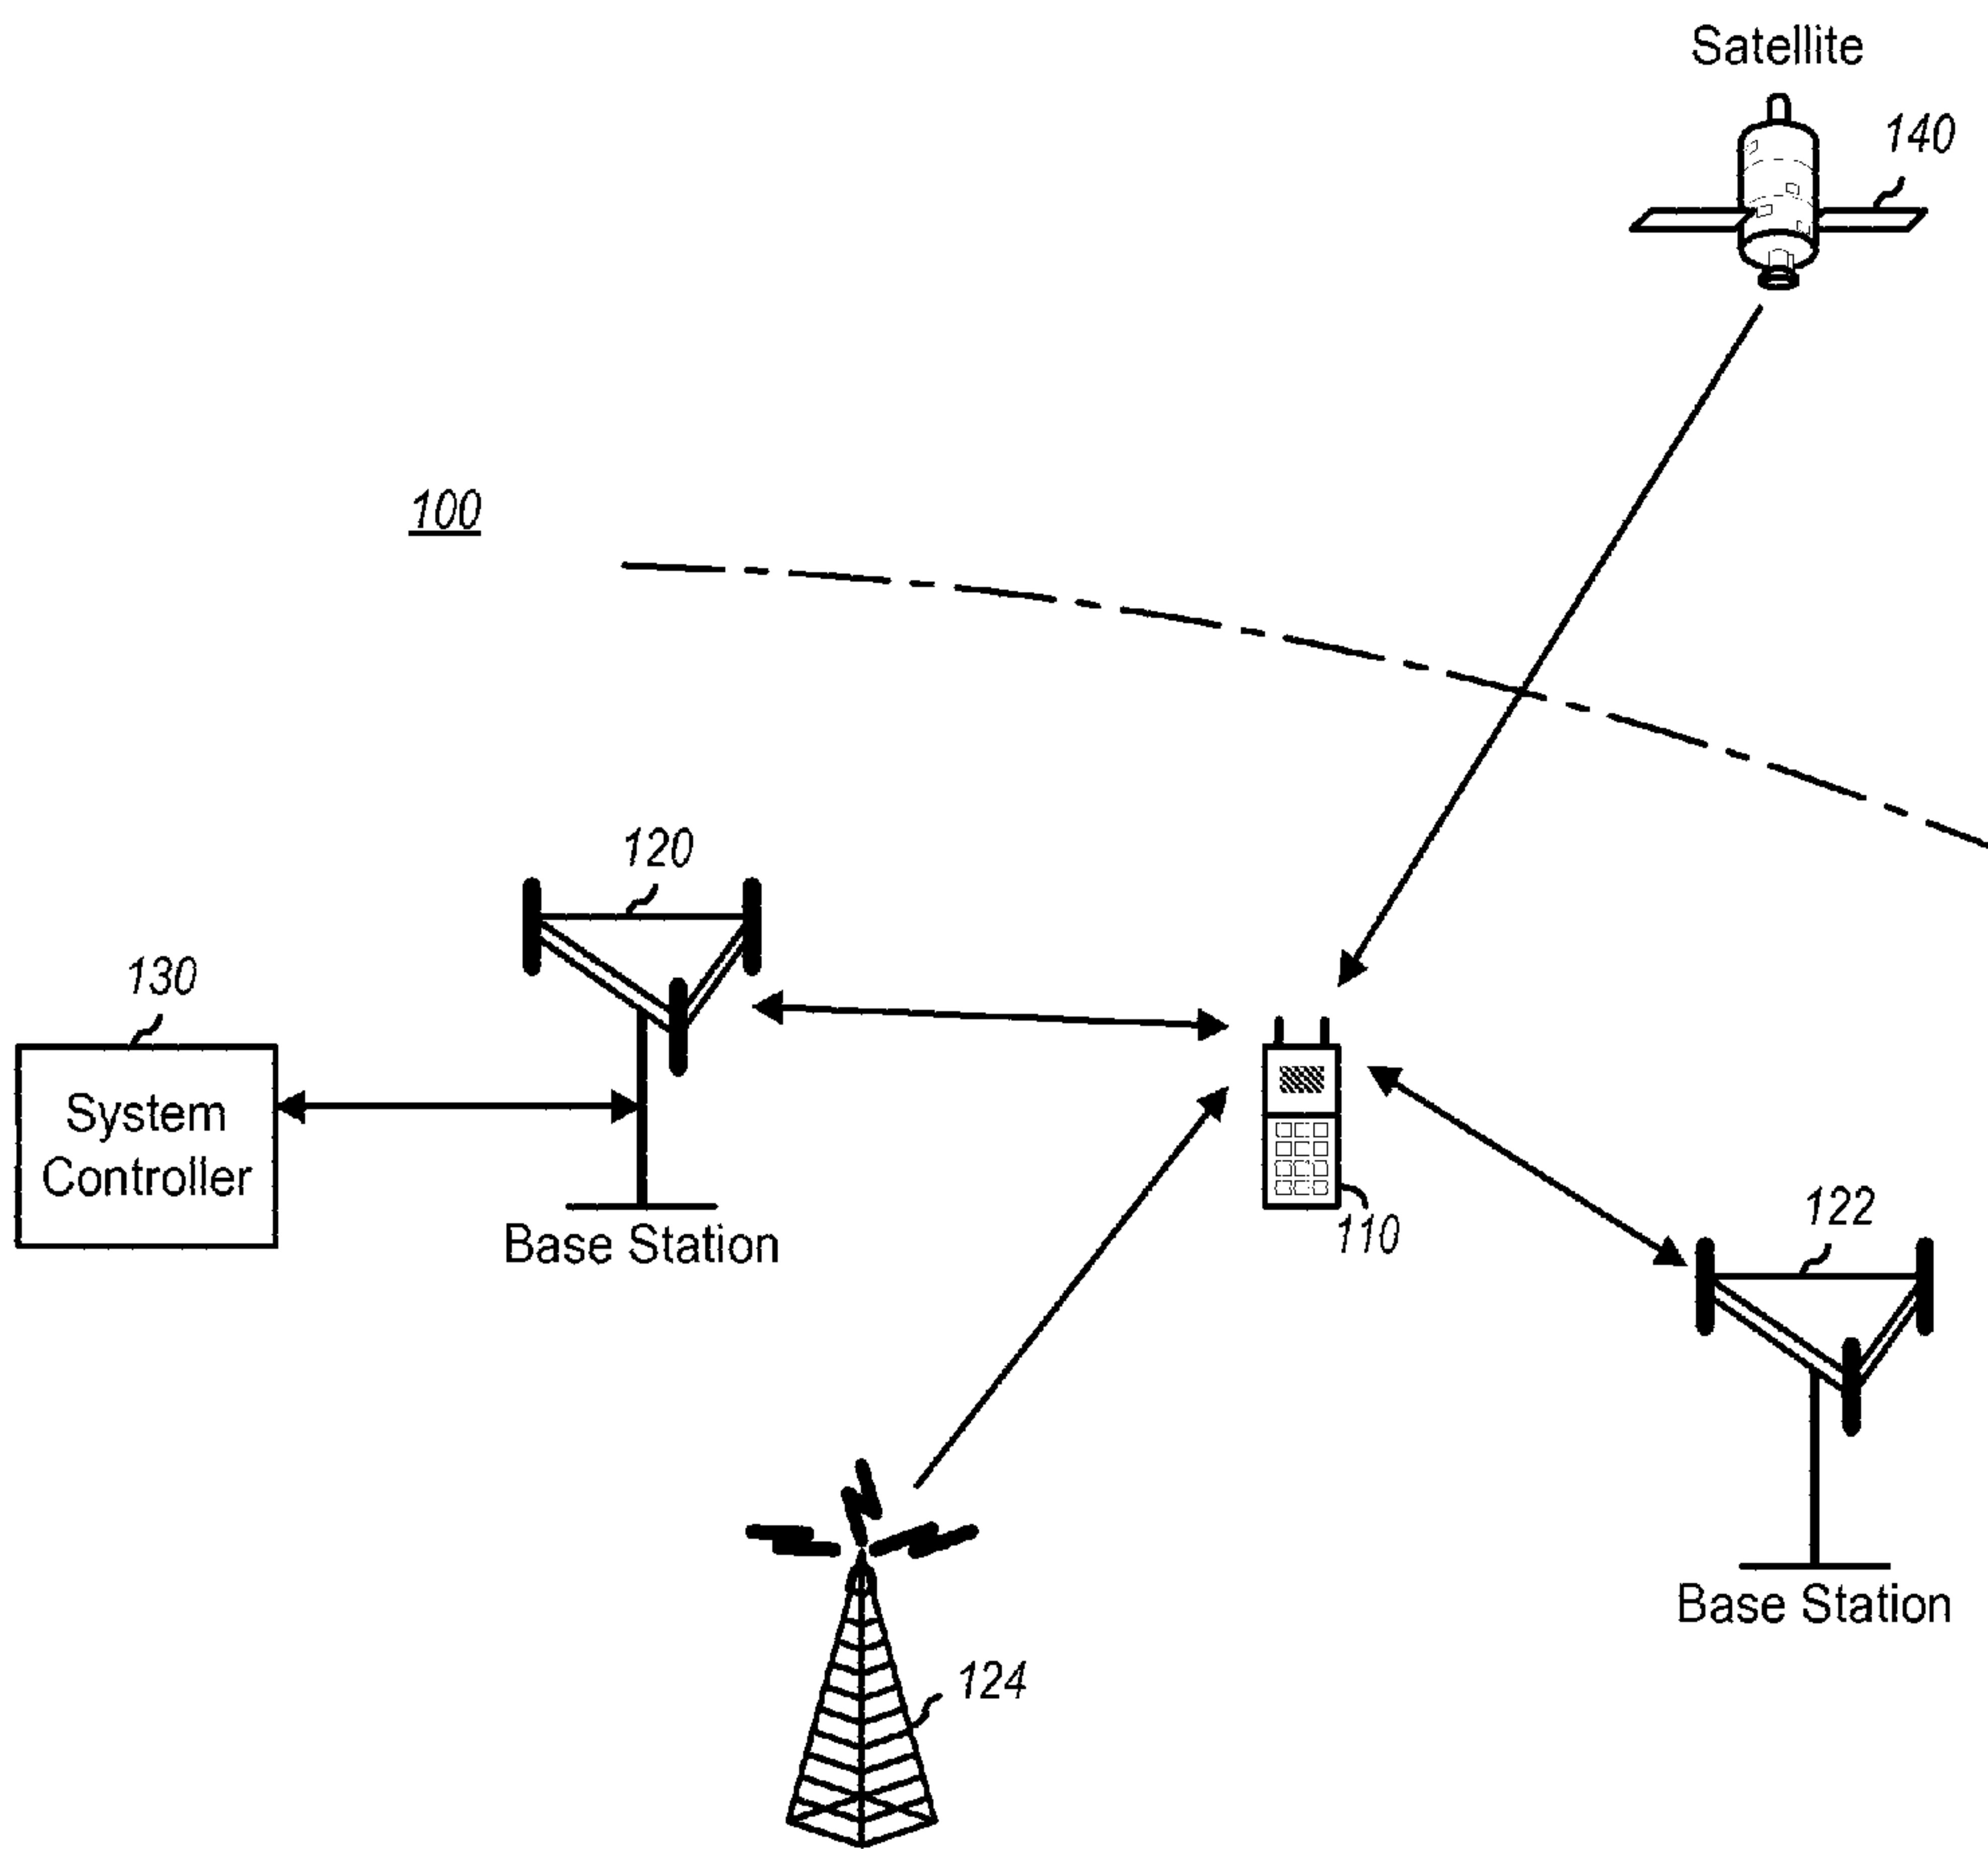 Satellite
140
100
120
130
System
Controller
Base Station
110
122
Base Station
124